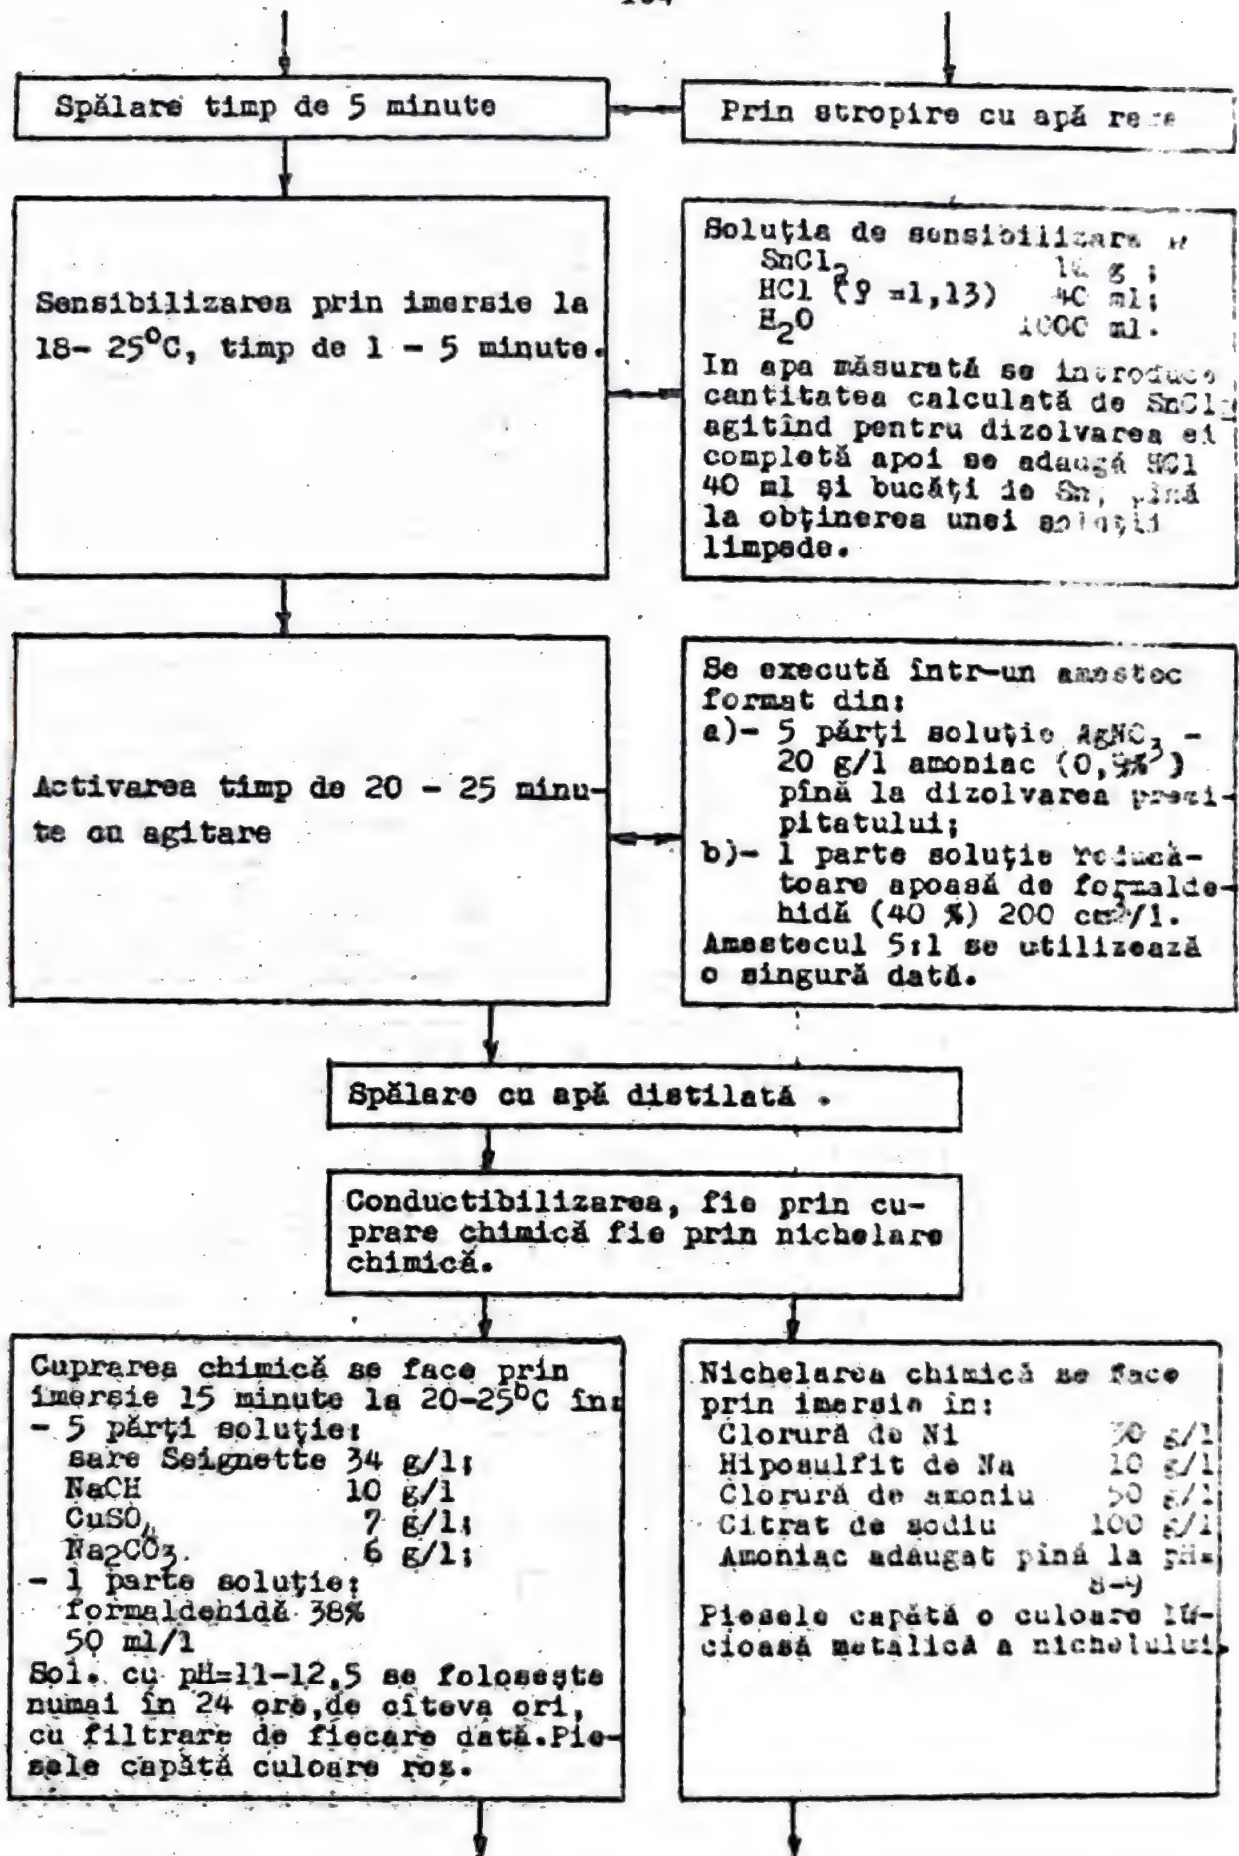 Spălare timp de 5 minute
Prin stropire cu apă
Sensibilizarea prin imersie la
18- 25°C, timp de 1 - 5 minute.
Soluția de sensibilizare
SnCl2 g ;
HCl (ρ =1,13) 40 ml;
H2O 1000 ml.
In apa măsurată se introduce
cantitatea calculată de SnCl2
agitînd pentru dizolvarea ei
completă apoi se adaugă HCl
40 ml și bucăți de Sn, pînă
la obținerea unei soluții
limpede.
Activarea timp de 20 - 25 minu-
te cu agitare
Se execută într-un amestec
format din:
a)- 5 părți soluție AgNO3 -
20 g/l amoniac
pînă la dizolvarea preci-
pitatului;
b)- 1 parte soluție reducă-
toare apoasă de formalde-
hidă (40 %) 200 cm³/l.
Amestecul 5:1 se utilizează
o singură dată.
Spălare cu apă distilată .
Conductibilizarea, fie prin cu-
prare chimică fie prin nichelare
chimică.
Cuprarea chimică se face prin
imersie 15 minute la 20-25°C în:
- 5 părți soluție:
sare Seignette 34 g/l;
NaOH 10 g/l
CuSO4 7 g/l;
Na2CO3. 6 g/l;
- 1 parte soluție:
formaldehidă 38%
50 ml/l
Sol. cu pH=11-12,5 se folosește
numai în 24 ore,de cîteva ori,
cu filtrare de fiecare dată.Pie-
sele capătă culoare roz.
Nichelarea chimică se face
prin imersie în:
Clorură de Ni g/l
Hiposulfit de Na 10 g/l
Clorură de amoniu 50 g/l
Citrat de sodiu 100 g/l
Amoniac adăugat pînă la pH=
8-9
Piesele capătă o culoare lu-
cioasă metalică a nichelului.